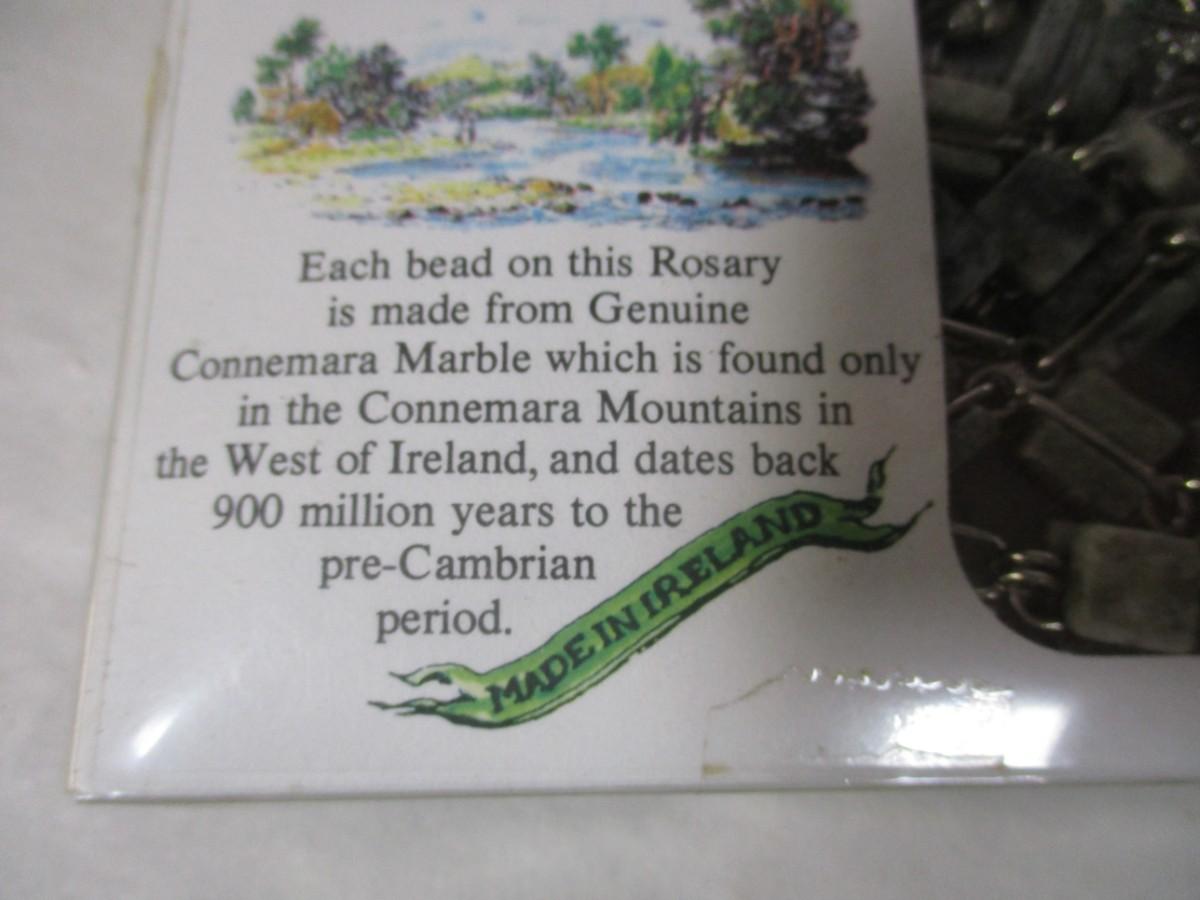 Each bead on this Rosary
is made from Genuine
Connemara Marble which is found only
in the Connemara Mountains in
the West of Ireland, and dates back
900 million years to the
pre-Cambrian
period.
MADE IN IRELAND